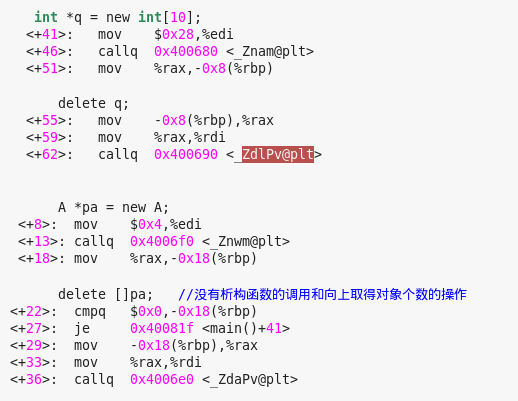 int *q = new int[10];
<+41>: mov $0x28,%edi
<+46>: callq 0x400680 <_Znam@plt>
<+51>: mov %rax,-0x8(%rbp)
delete q;
<+55>: mov -0x8(%rbp),%rax
<+59>: mov %rax,%rdi
<+62>: callq 0x400690 <_ZdlPv@plt>
A *pa = new A;
<+8>: mov $0x4,%edi
<+13>: callq 0x4006f0 <_Znwm@plt>
<+18>: mov %rax,-0x18(%rbp)
delete []pa; //没有析构函数的调用和向上取得对象个数的操作
<+22>: cmpq $0x0,-0x18(%rbp)
<+27>: je 0x40081f <main()+41>
<+29>: mov -0x18(%rbp),%rax
<+33>: mov %rax,%rdi
<+36>: callq 0x4006e0 <_ZdaPv@plt>